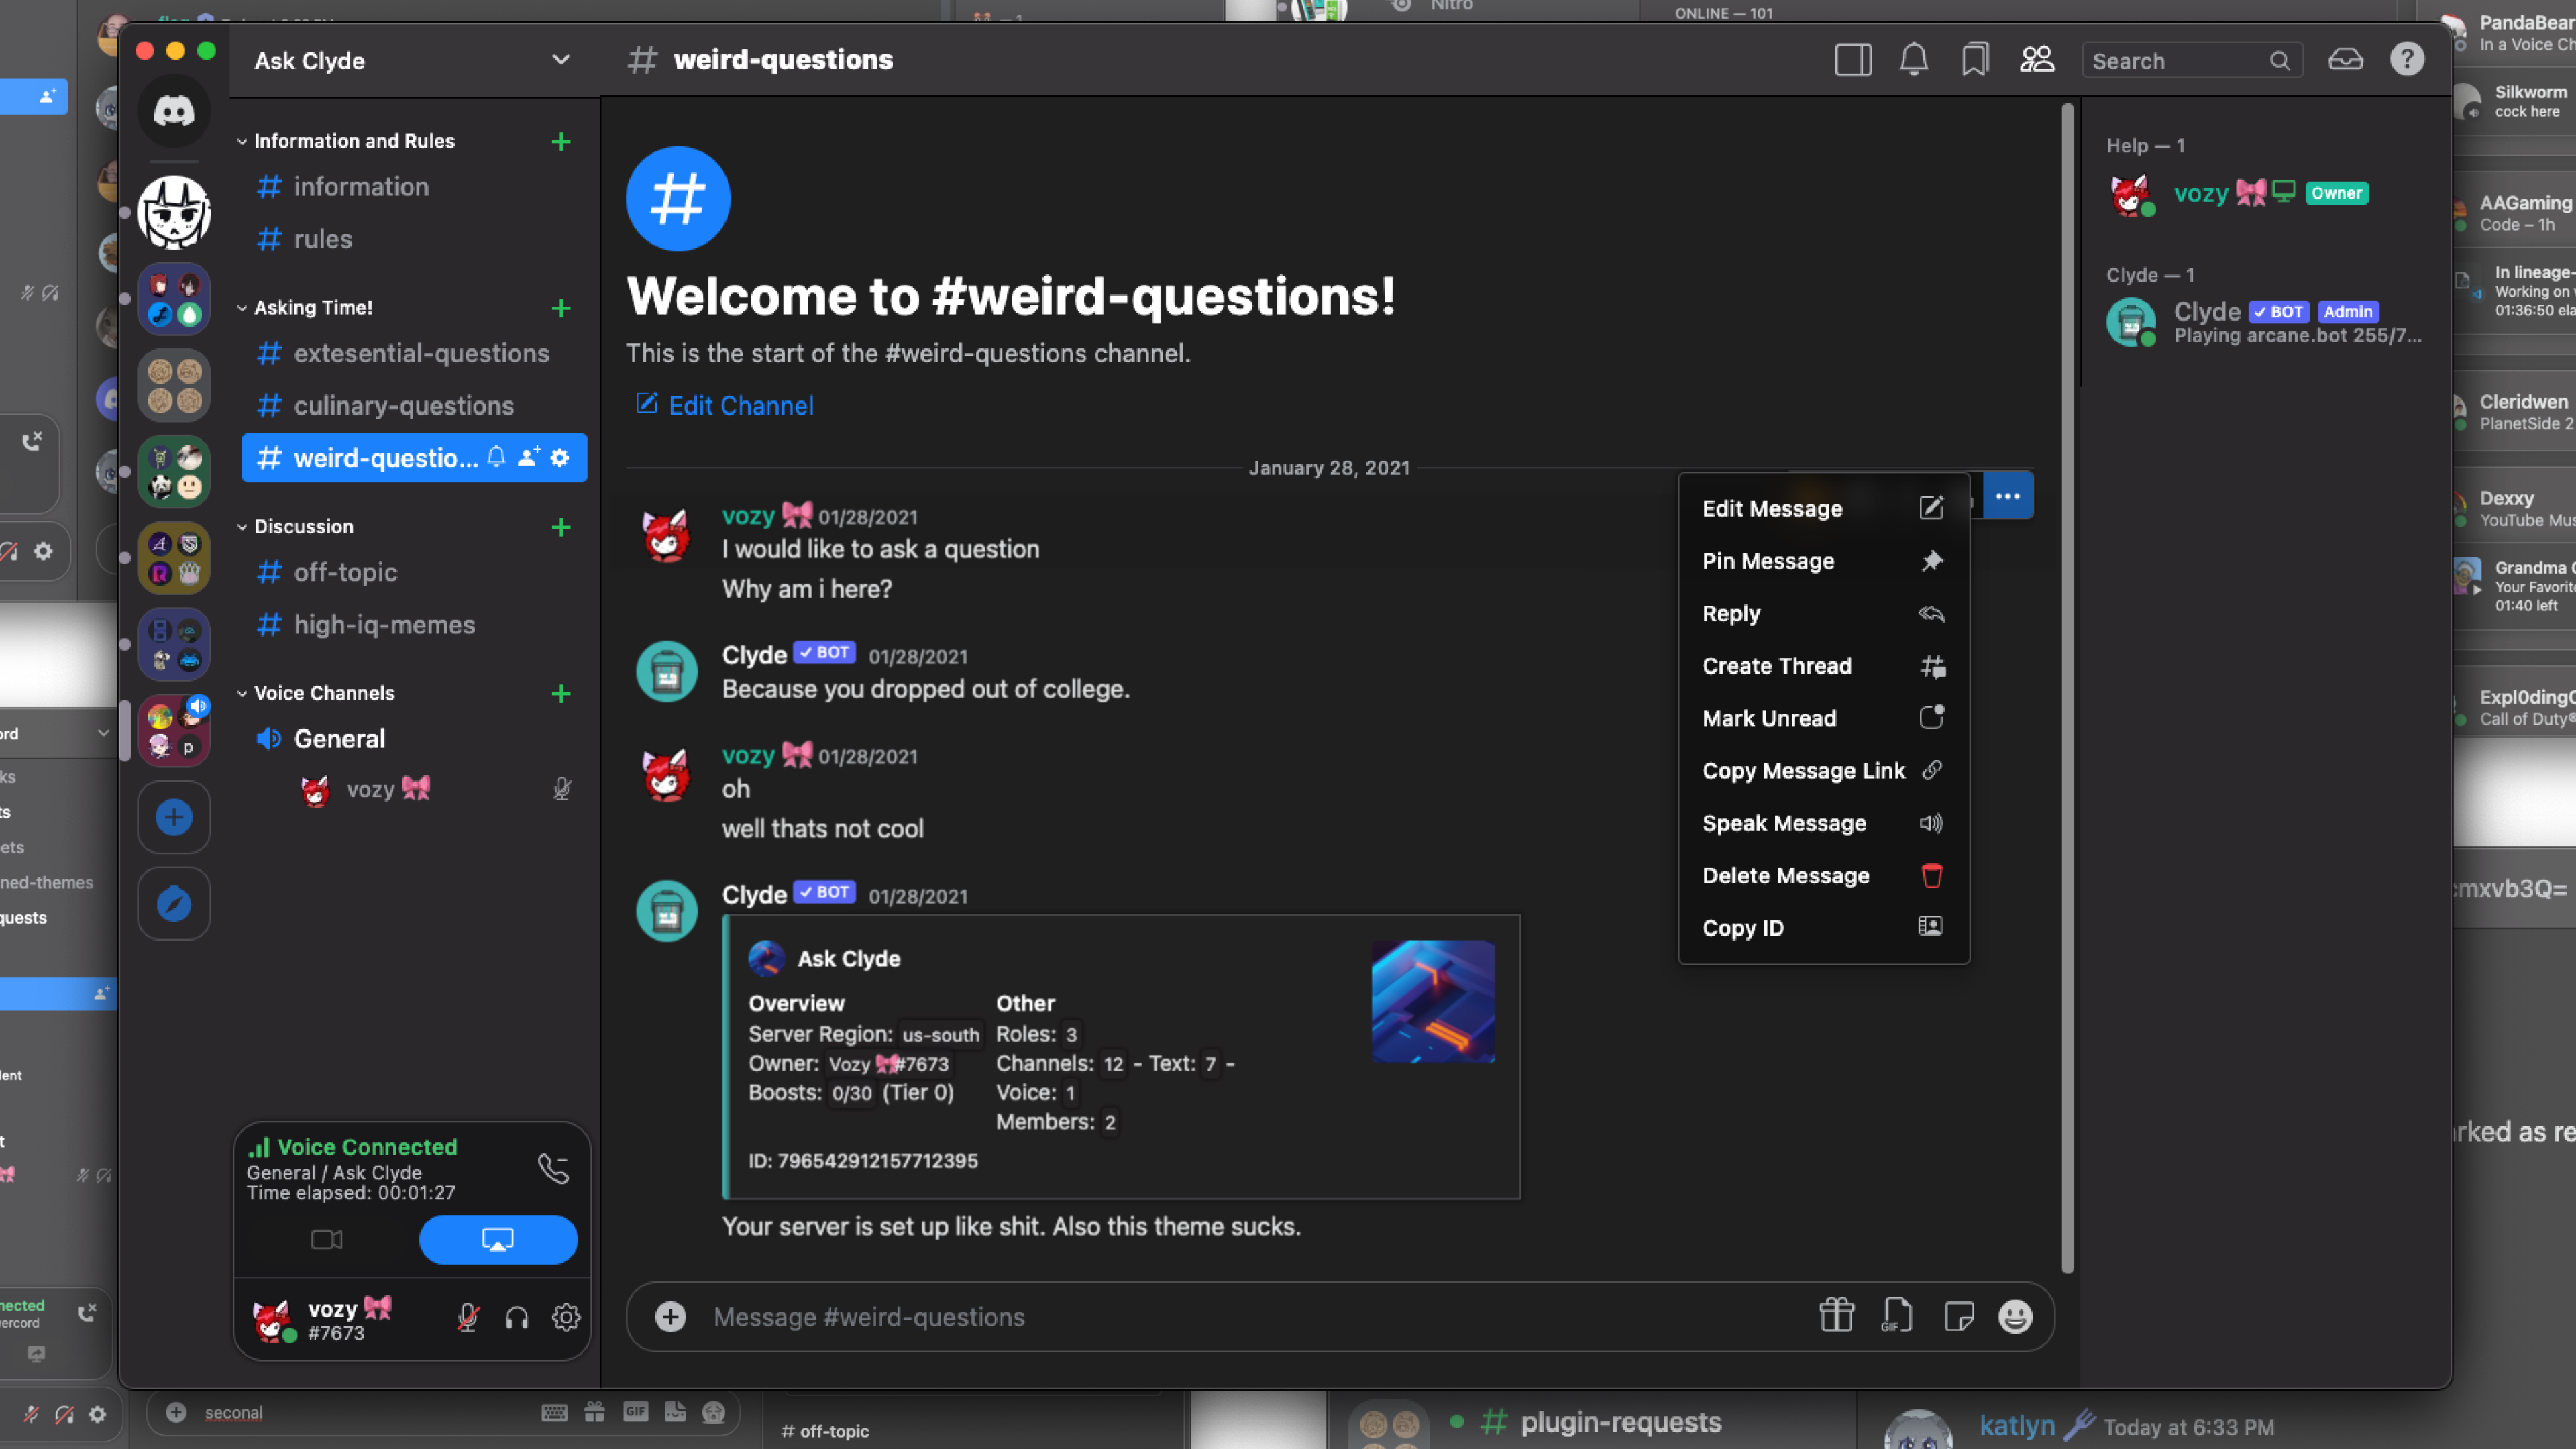 Nitro
ONLINE — 101
Ask Clyde
# weird-questions
Search
Information and Rules
information
rules
Asking Time!
extesential-questions
culinary-questions
weird-questio...
Discussion
off-topic
high-iq-memes
Voice Channels
General
vozy
Voice Connected
General / Ask Clyde
Time elapsed: 00:01:27
vozy
#7673
Welcome to #weird-questions!
This is the start of the #weird-questions channel.
Edit Channel
January 28, 2021
vozy 01/28/2021
I would like to ask a question
Why am i here?
Clyde ✓ BOT 01/28/2021
Because you dropped out of college.
vozy 01/28/2021
oh
well thats not cool
Clyde ✓ BOT 01/28/2021
Ask Clyde
Overview
Server Region: us-south
Owner: Vozy 🎀#7673
Boosts: 0/30 (Tier 0)
Other
Roles: 3
Channels: 12 - Text: 7 -
Voice: 1
Members: 2
ID: 796542912157712395
Your server is set up like shit. Also this theme sucks.
Message #weird-questions
GIF
Edit Message
Pin Message
Reply
Create Thread
Mark Unread
Copy Message Link
Speak Message
Delete Message
Copy ID
Help — 1
vozy Owner
Clyde — 1
Clyde ✓ BOT Admin
Playing arcane.bot 255/7...
PandaBear
In a Voice Ch
Silkworm
cock here
AAGaming
Code – 1h
In lineage-
Working on
01:36:50 ela
Cleridwen
PlanetSide 2
Dexxy
YouTube Mus
Grandma
Your Favorite
01:40 left
Expl0ding
Call of Duty®
cmxvb3Q=
rked as re
ord
ks
ts
ets
ned-themes
quests
lent
t
nected
ercord
seconal
GIF
# off-topic
# plugin-requests
katlyn Today at 6:33 PM